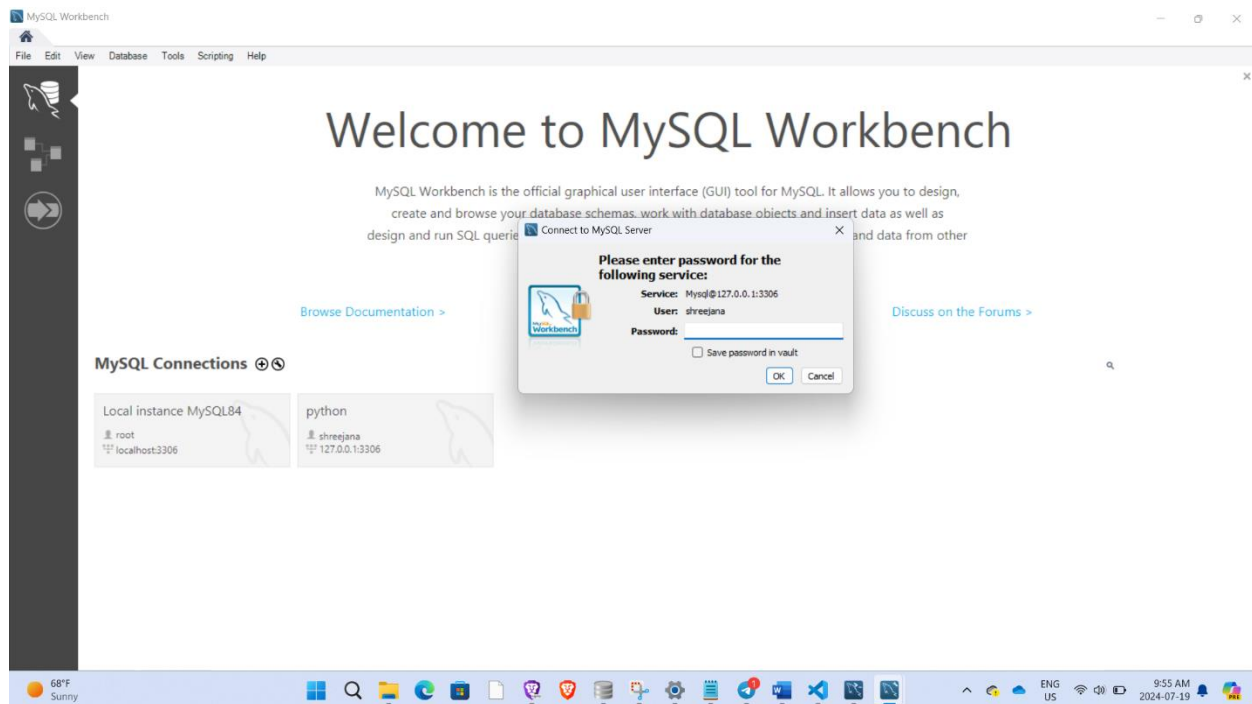 MySQL Workbench
File Edit View Database Tools Scripting Help
Welcome to MySQL Workbench
MySQL Workbench is the official graphical user interface (GUI) tool for MySQL. It allows you to design,
create and browse your database schemas, work with database objects and insert data as well as
design and run SQL querie
and data from other
Connect to MySQL Server
Please enter password for the
following service:
Service: Mysql@127.0.0.1:3306
User: shreejana
Password:
Save password in vault
OK Cancel
MySQL
Workbench
Browse Documentation >
Discuss on the Forums >
MySQL Connections
Local instance MySQL84
root
localhost:3306
python
shreejana
127.0.0.1:3306
68°F
Sunny
1
ENG
US
9:55 AM
2024-07-19
PRE